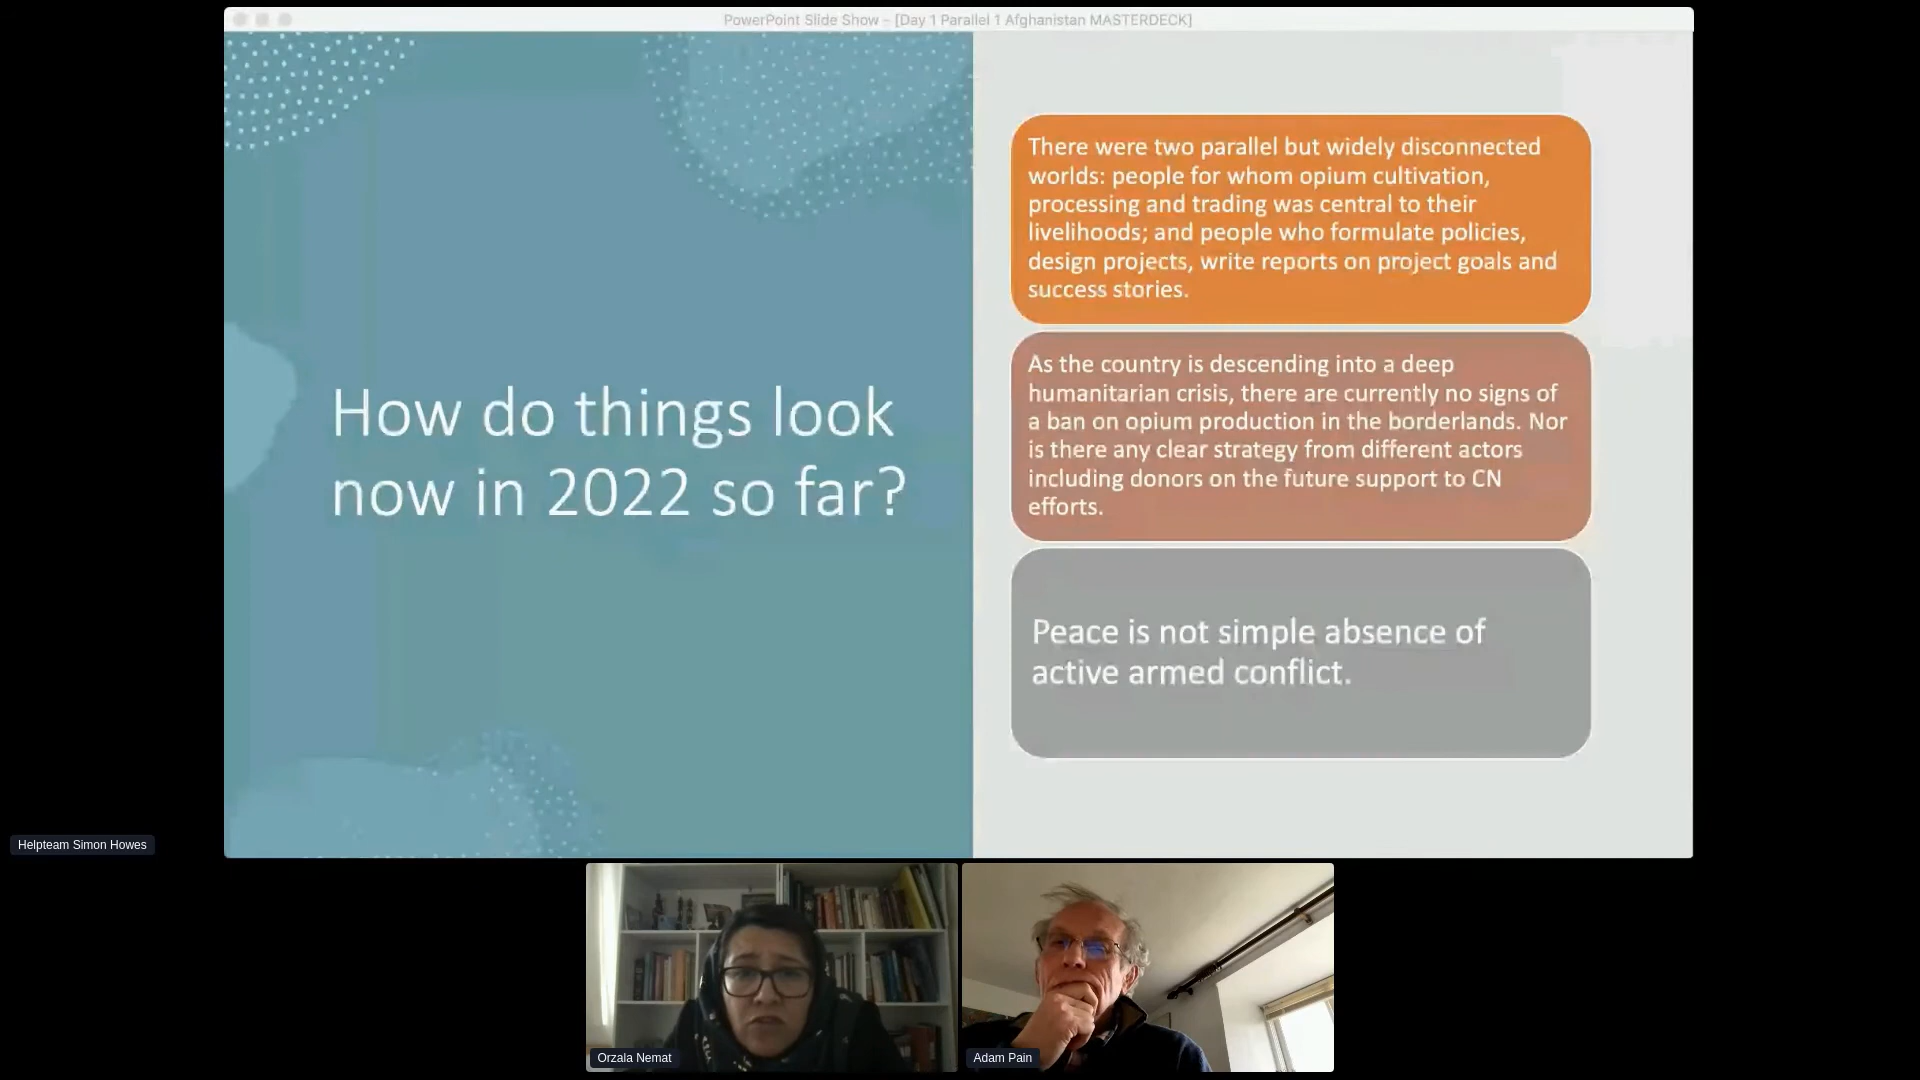 PowerPoint Slide Show - [Day 1 Parallel 1 Afghanistan MASTERDECK]
How do things look
now in 2022 so far?
There were two parallel but widely disconnected
worlds: people for whom opium cultivation,
processing and trading was central to their
livelihoods; and people who formulate policies,
design projects, write reports on project goals and
success stories.
As the country is descending into a deep
humanitarian crisis, there are currently no signs of
a ban on opium production in the borderlands. Nor
is there any clear strategy from different actors
including donors on the future support to CN
efforts.
Peace is not simple absence of
active armed conflict.
Helpteam Simon Howes
Orzala Nemat
Adam Pain